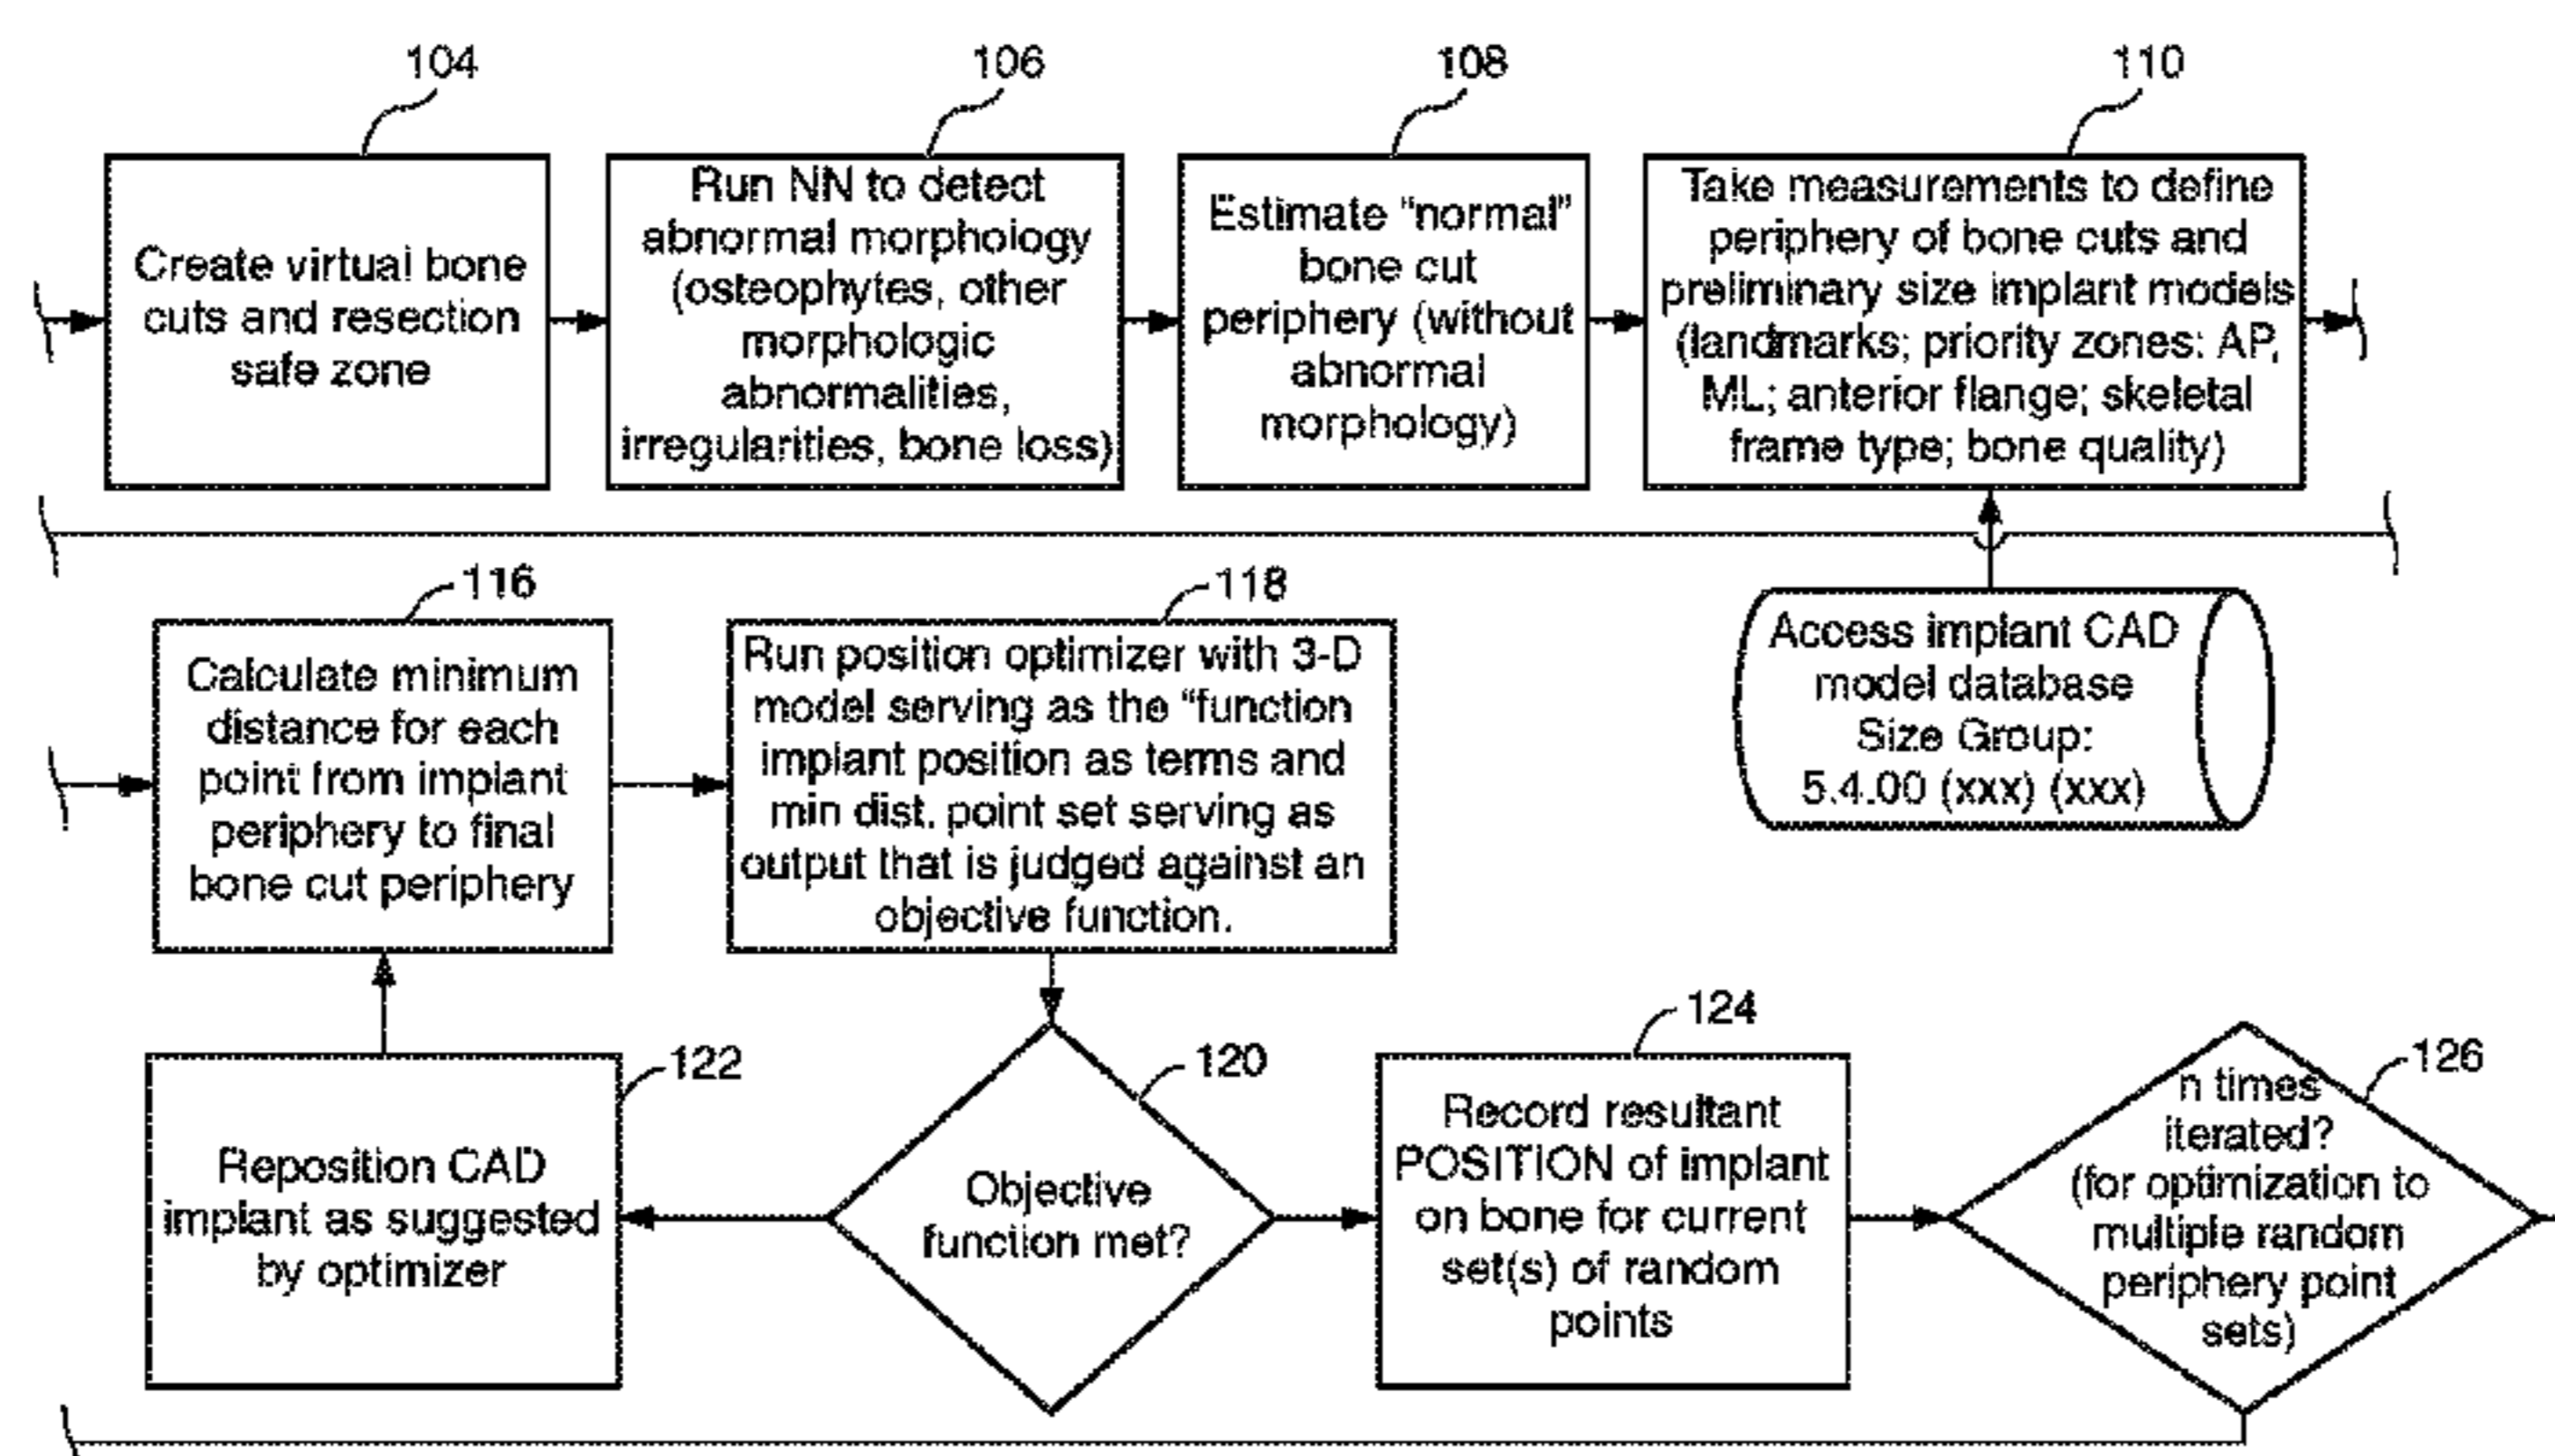 104
Create virtual bone
cuts and resection
safe zone
106
Run NN to detect
abnormal morphology
(osteophytes, other
morphologic
abnormalities,
irregularities, bone loss)
108
Estimate “normal”
bone cut
periphery (without
abnormal
morphology)
110
Take measurements to define
periphery of bone cuts and
preliminary size implant models
(landmarks; priority zones: AP,
ML; anterior flange; skeletal
frame type; bone quality)
116
Calculate minimum
distance for each
point from implant
periphery to final
bone cut periphery
118
Run position optimizer with 3-D
model serving as the “function
implant position as terms and
min dist. point set serving as
output that is judged against an
objective function.
Access implant CAD
model database
Size Group:
5.4.00 (xxx) (xxx)
122
Reposition CAD
implant as suggested
by optimizer
120
Objective
function met?
124
Record resultant
POSITION of implant
on bone for current
set(s) of random
points
126
n times
iterated?
(for optimization to
multiple random
periphery point
sets)